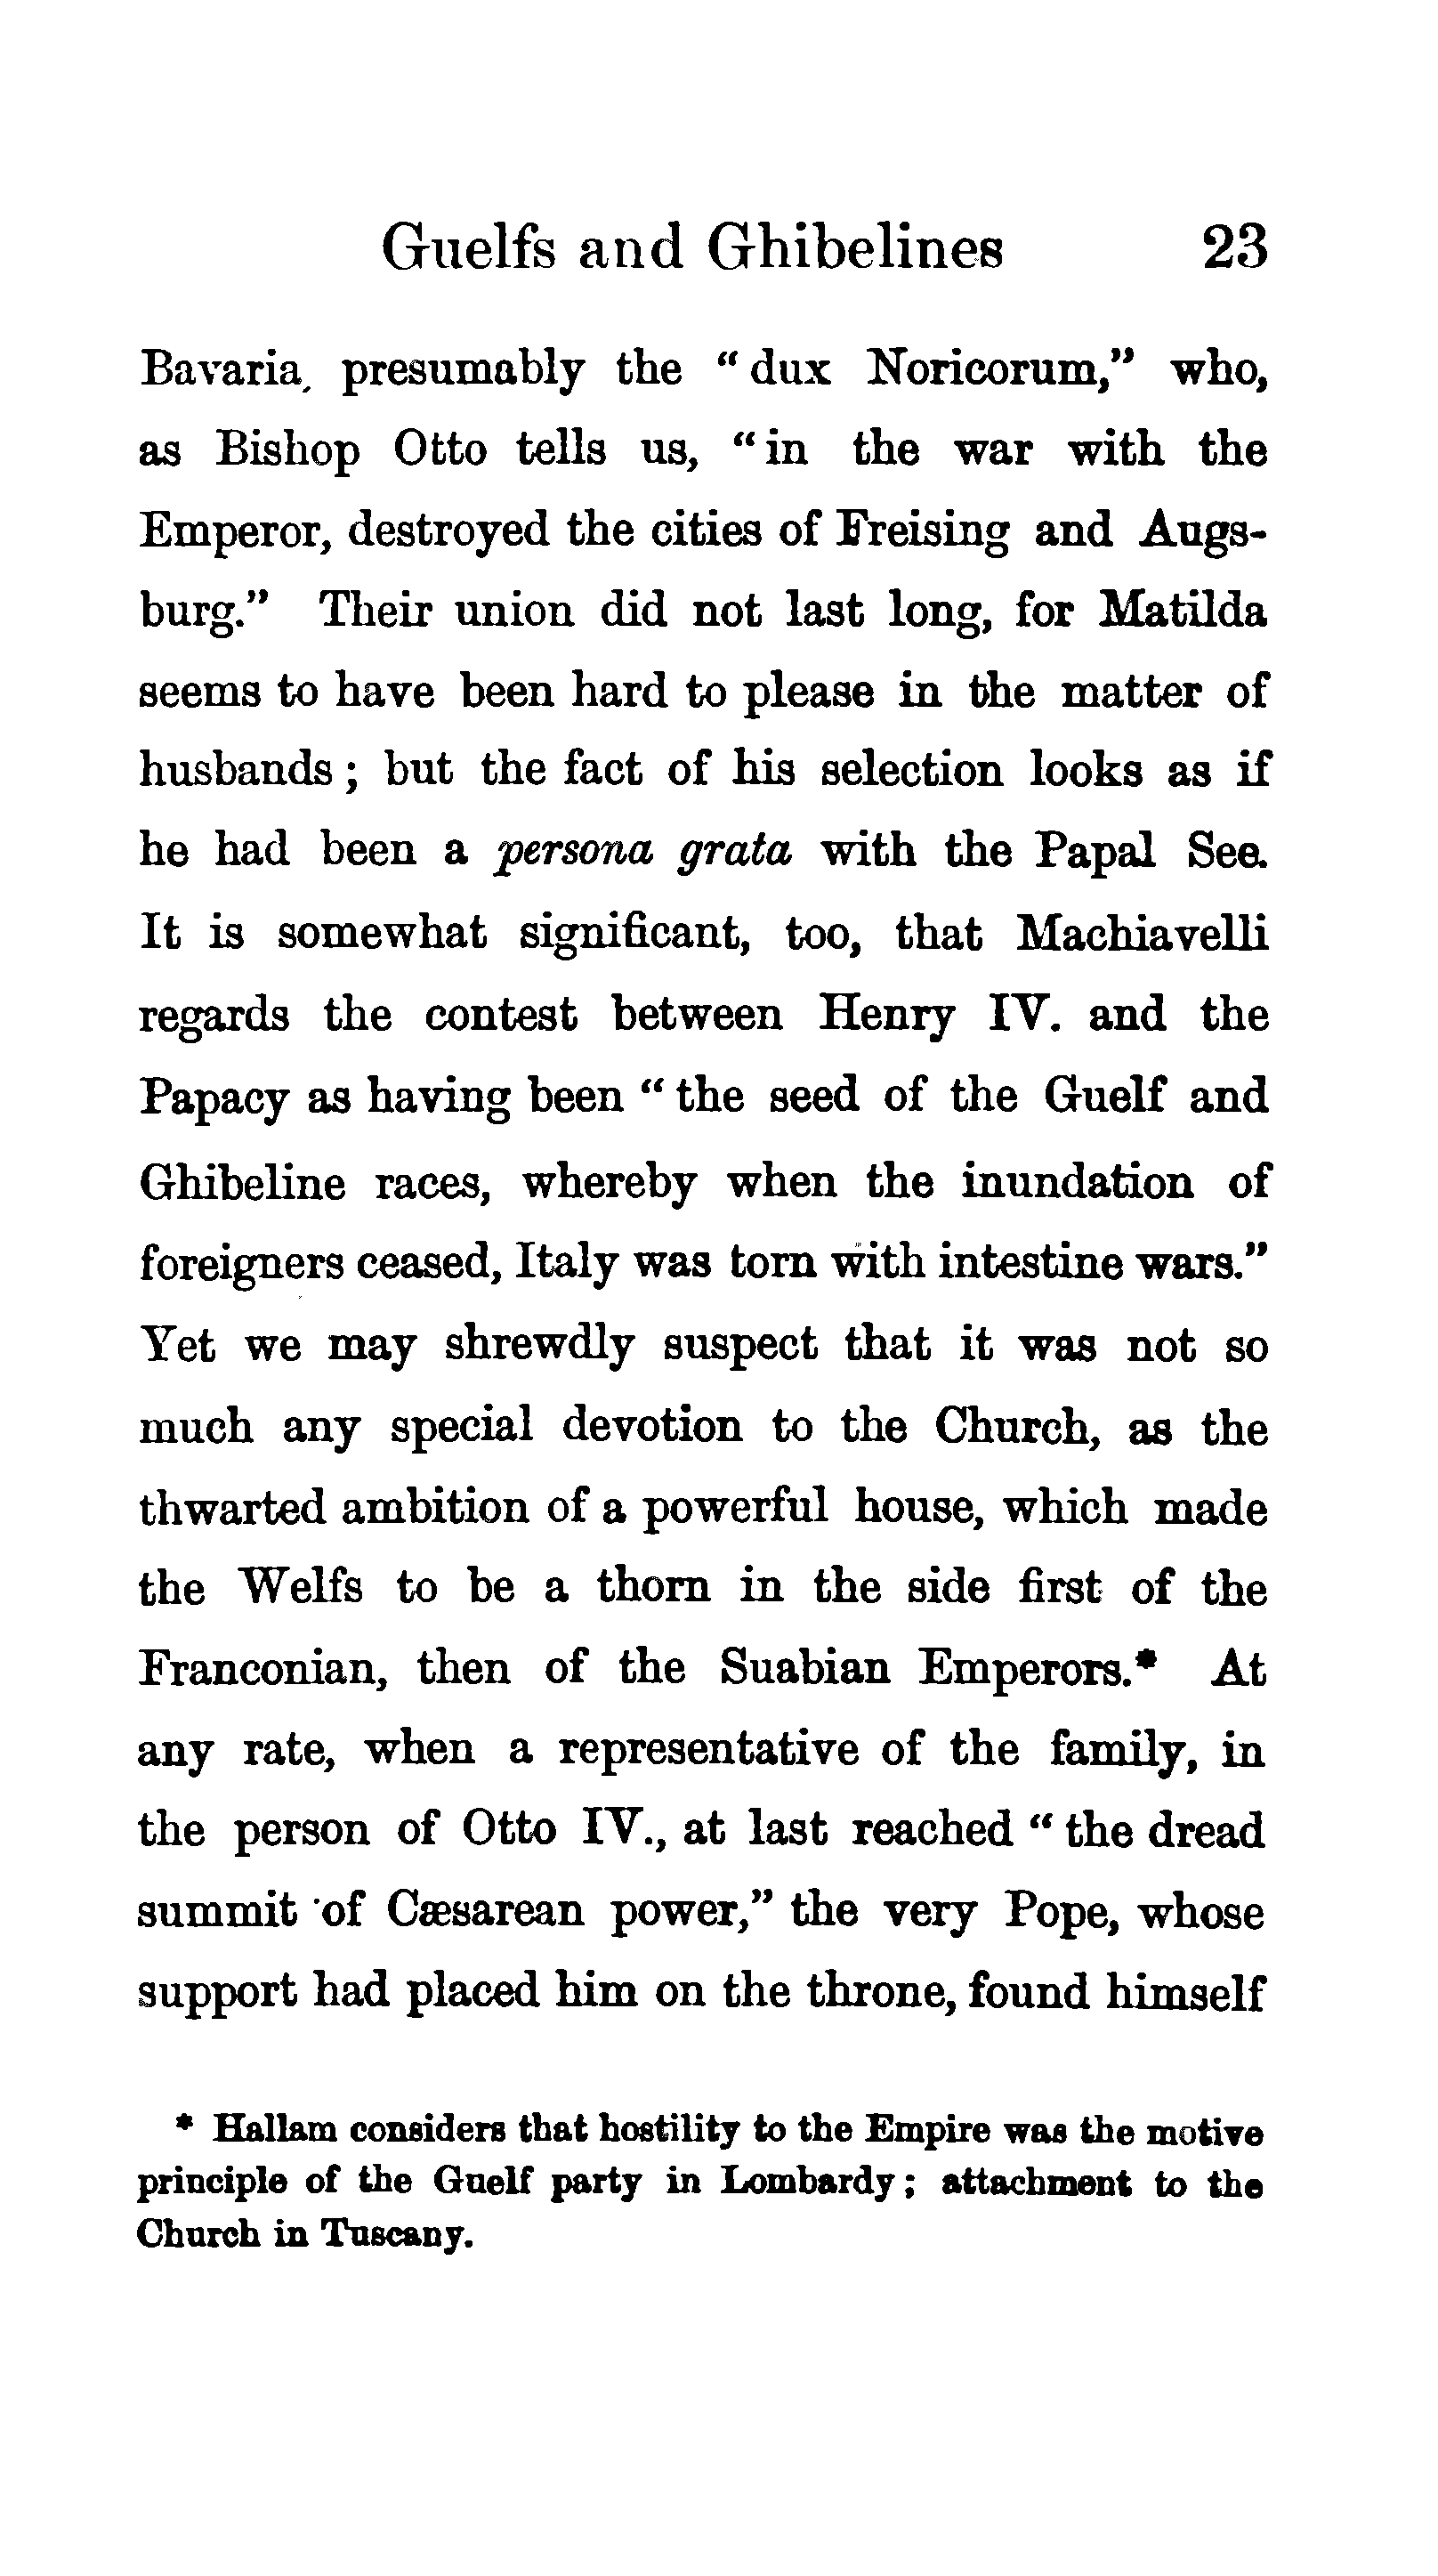 Guelfs and Ghibelines 23
Bavaria, presumably the "dux Noricorum," who,
as Bishop Otto tells us, "in the war with the
Emperor, destroyed the cities of Freising and Augs-
burg." Their union did not last long, for Matilda
seems to have been hard to please in the matter of
husbands; but the fact of his selection looks as if
he had been a persona grata with the Papal See.
It is somewhat significant, too, that Machiavelli
regards the contest between Henry IV. and the
Papacy as having been "the seed of the Guelf and
Ghibeline races, whereby when the inundation of
foreigners ceased, Italy was torn with intestine wars."
Yet we may shrewdly suspect that it was not so
much any special devotion to the Church, as the
thwarted ambition of a powerful house, which made
the Welfs to be a thorn in the side first of the
Franconian, then of the Suabian Emperors.* At
any rate, when a representative of the family, in
the person of Otto IV., at last reached "the dread
summit of Cæsarean power," the very Pope, whose
support had placed him on the throne, found himself
* Hallam considers that hostility to the Empire was the motive
principle of the Guelf party in Lombardy; attachment to the
Church in Tuscany.